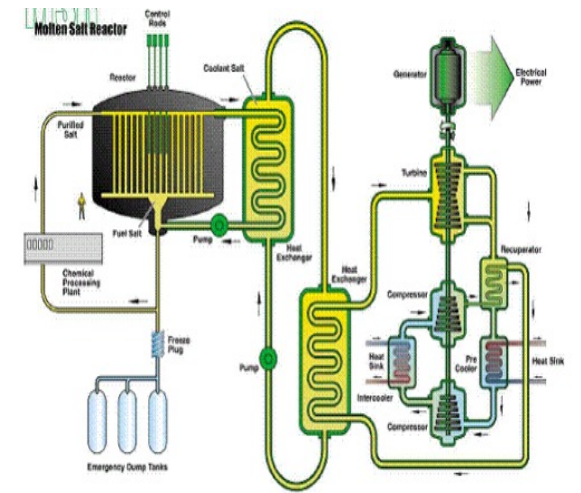 Molten Salt Reactor
Control
Rods
Reactor
Coolant Salt
Generator
Electrical
Power
Purified
Salt
Turbine
Fuel Salt
Pump
Heat
Exchanger
Recuperator
00000
Chemical
Processing
Plant
Heat
Exchanger
Compressor
Freeze
Plug
Pump
Heat
Sink
Pre
Cooler
Heat Sink
Intercooler
Compressor
Emergency Dump Tanks